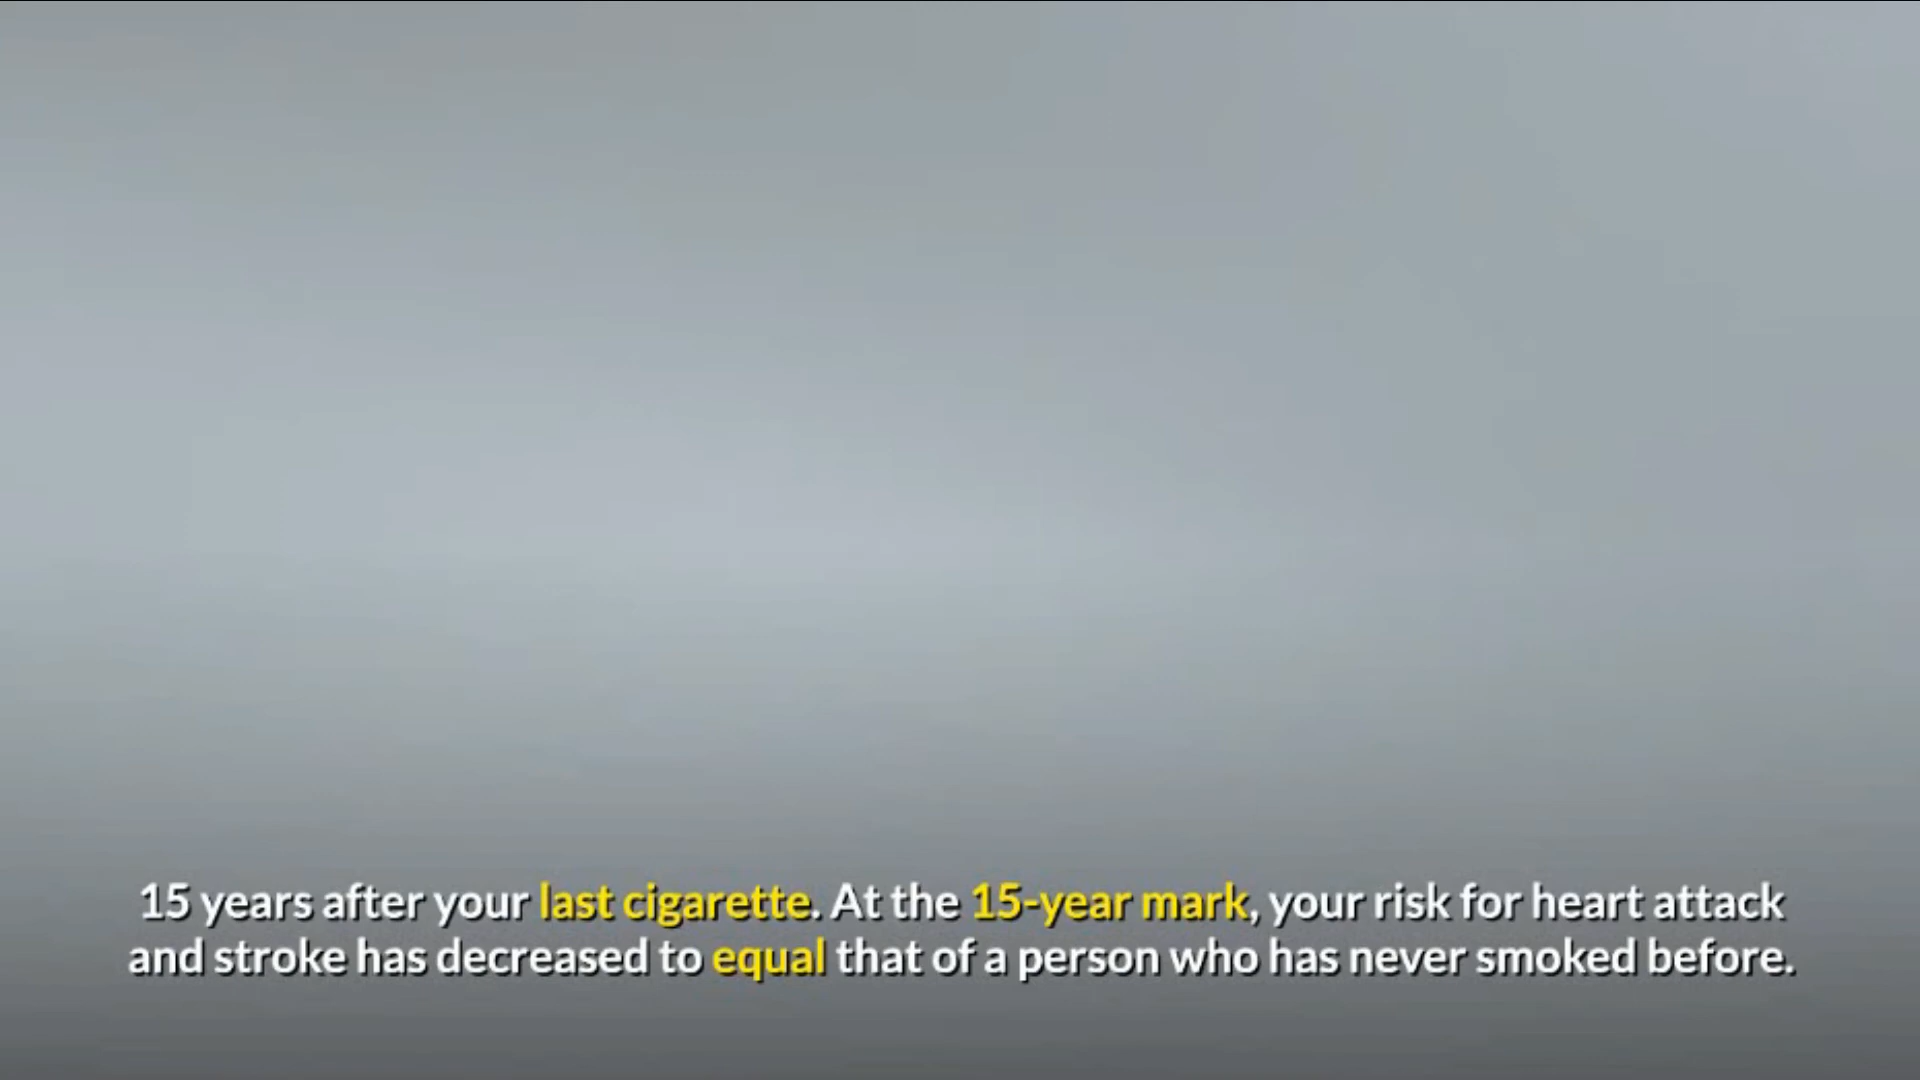 15 years after your last cigarette. At the 15-year mark, your risk for heart attack
and stroke has decreased to equal that of a person who has never smoked before.